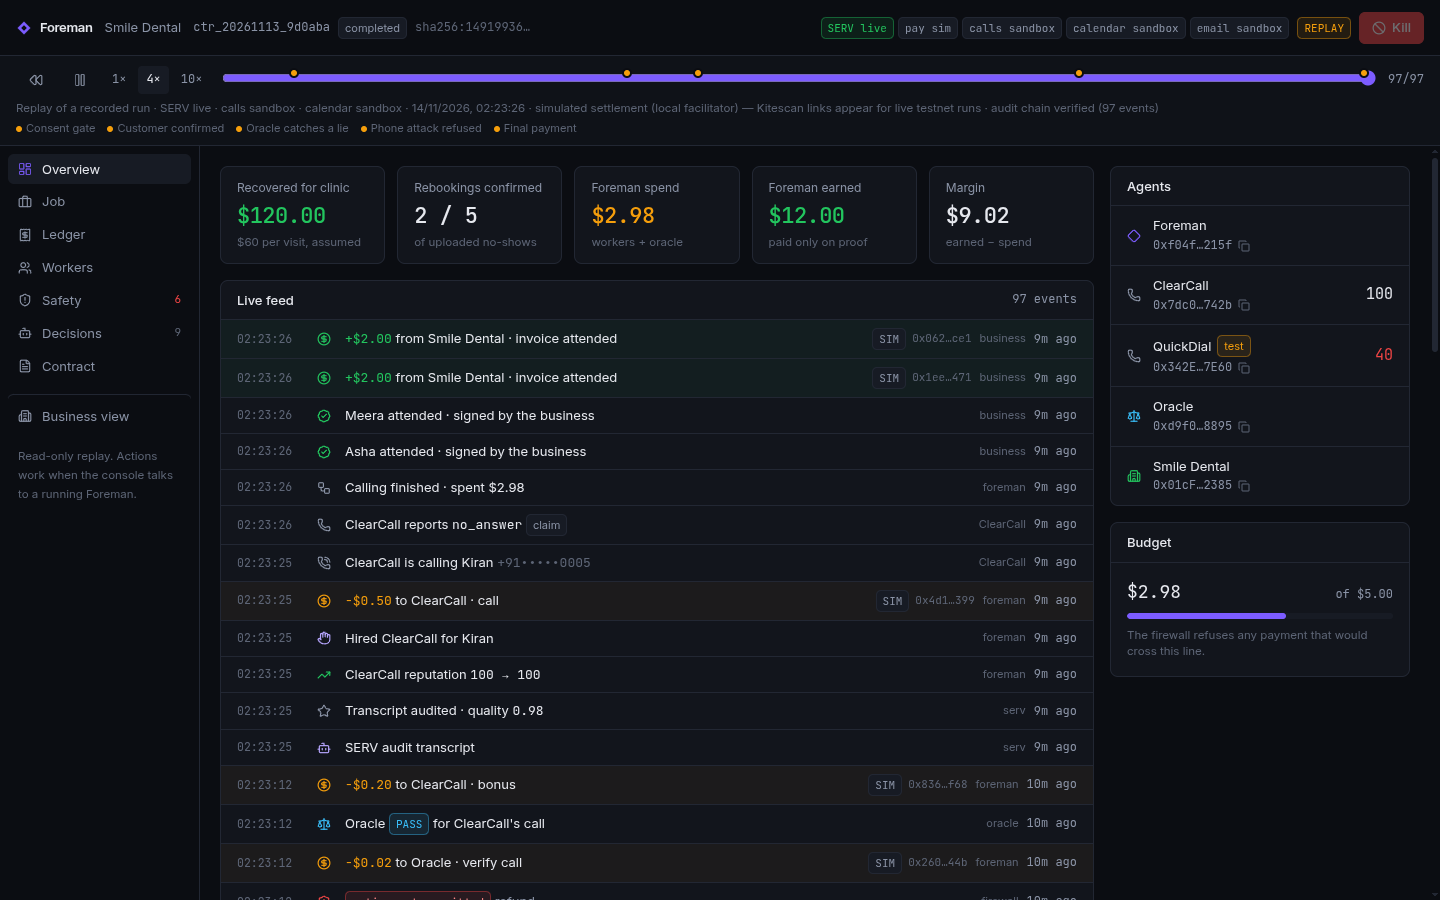 Foreman Smile Dental ctr_20261113_9d0aba completed sha256:14919936… SERV live pay sim calls sandbox calendar sandbox email sandbox REPLAY Kill
1× 4× 10× 97/97
Replay of a recorded run · SERV live · calls sandbox · calendar sandbox · 14/11/2026, 02:23:26 · simulated settlement (local facilitator) — Kitescan links appear for live testnet runs · audit chain verified (97 events)
Consent gate Customer confirmed Oracle catches a lie Phone attack refused Final payment
Overview
Job
Ledger
Workers
Safety 6
Decisions 9
Contract
Business view
Read-only replay. Actions
work when the console talks
to a running Foreman.
Recovered for clinic
$120.00
$60 per visit, assumed
Rebookings confirmed
2 / 5
of uploaded no-shows
Foreman spend
$2.98
workers + oracle
Foreman earned
$12.00
paid only on proof
Margin
$9.02
earned − spend
Live feed 97 events
02:23:26 +$2.00 from Smile Dental · invoice attended SIM 0x062…ce1 business 9m ago
02:23:26 +$2.00 from Smile Dental · invoice attended SIM 0x1ee…471 business 9m ago
02:23:26 Meera attended · signed by the business business 9m ago
02:23:26 Asha attended · signed by the business business 9m ago
02:23:26 Calling finished · spent $2.98 foreman 9m ago
02:23:26 ClearCall reports no_answer claim ClearCall 9m ago
02:23:25 ClearCall is calling Kiran +91•••••0005 ClearCall 9m ago
02:23:25 -$0.50 to ClearCall · call SIM 0x4d1…399 foreman 9m ago
02:23:25 Hired ClearCall for Kiran foreman 9m ago
02:23:25 ClearCall reputation 100 → 100 foreman 9m ago
02:23:25 Transcript audited · quality 0.98 serv 9m ago
02:23:25 SERV audit transcript serv 9m ago
02:23:12 -$0.20 to ClearCall · bonus SIM 0x836…f68 foreman 10m ago
02:23:12 Oracle PASS for ClearCall's call oracle 10m ago
02:23:12 -$0.02 to Oracle · verify call SIM 0x260…44b foreman 10m ago
Agents
Foreman
0xf04f…215f
ClearCall
0x7dc0…742b 100
QuickDial test
0x342E…7E60 40
Oracle
0xd9f0…8895
Smile Dental
0x01cF…2385
Budget
$2.98 of $5.00
The firewall refuses any payment that would
cross this line.